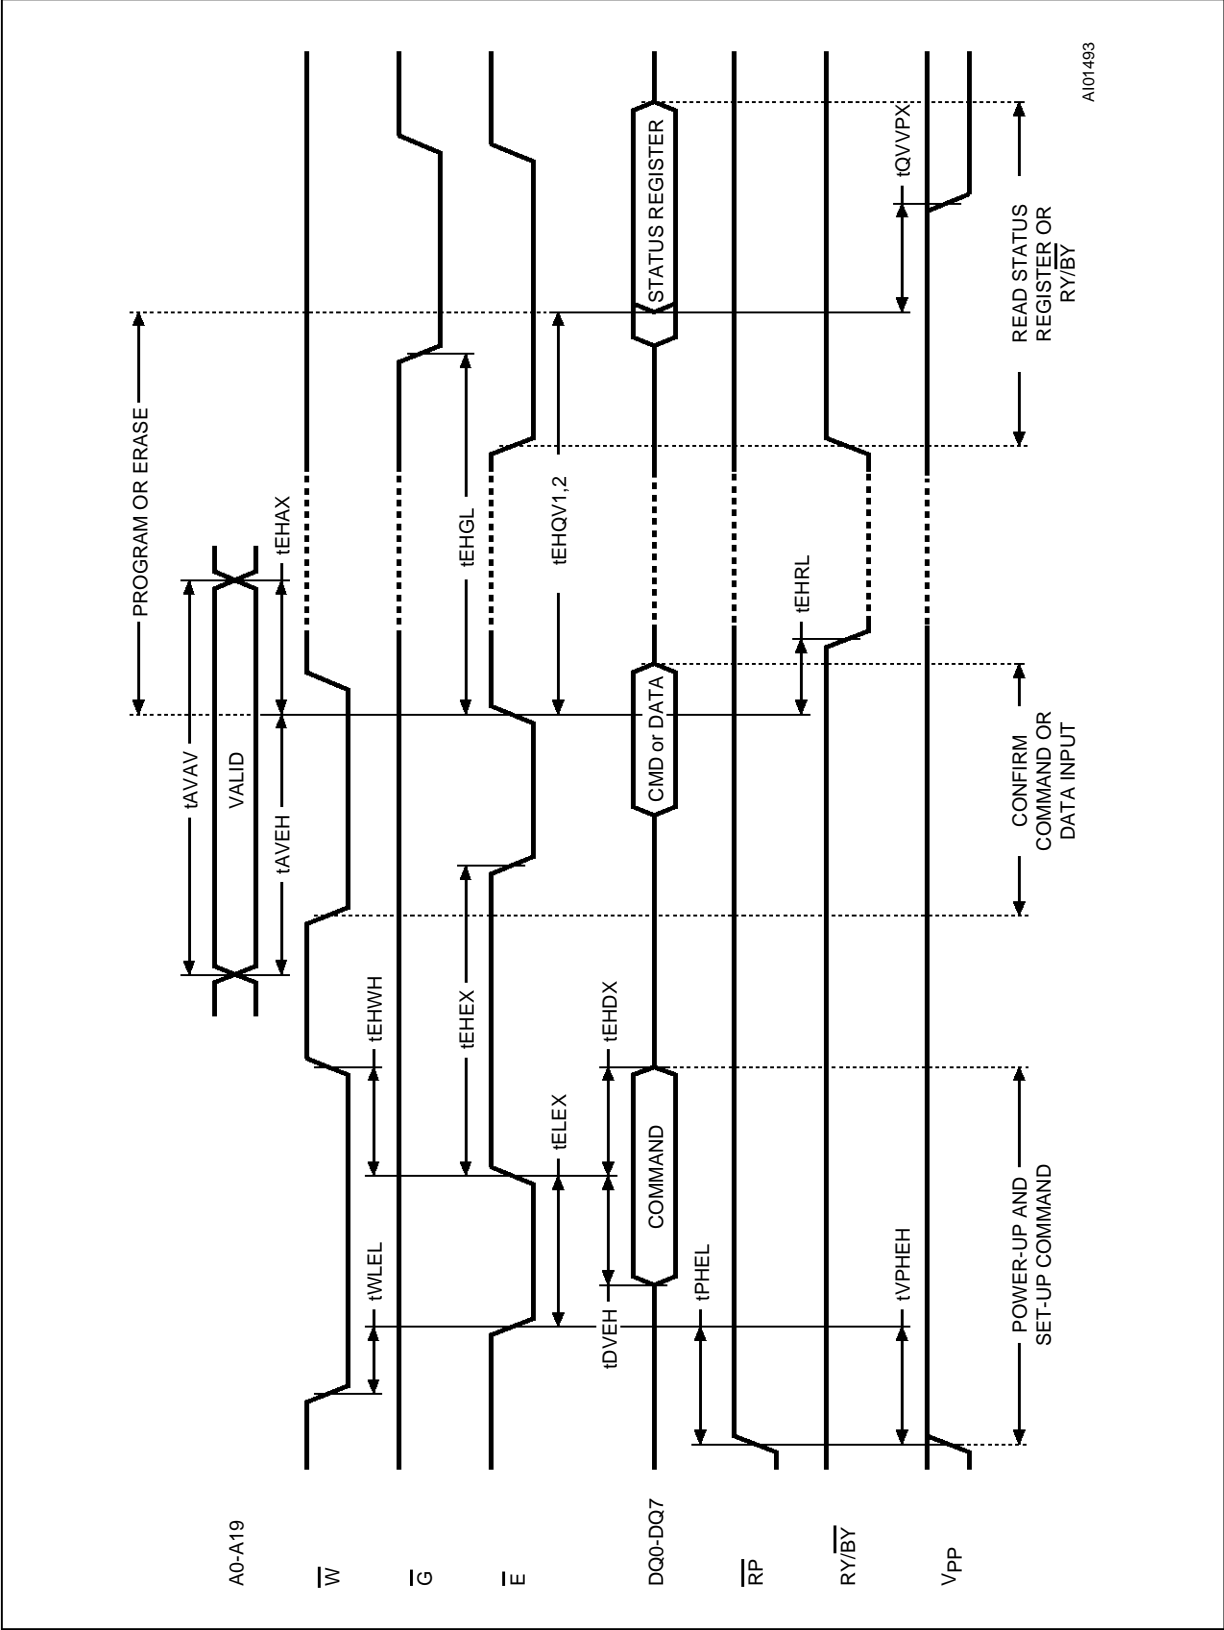 PROGRAM OR ERASE
tAVAV
A0-A19
VALID
tAVEH
tEHAX
W
tWLEL
tEHWH
G
tEHEX
tEHGL
E
tELEX
tEHQV1,2
tDVEH
tEHDX
DQ0-DQ7
COMMAND
CMD or DATA
STATUS REGISTER
tPHEL
RP
tEHRL
RY/BY
tVPHEH
tQVVPX
VPP
POWER-UP AND
SET-UP COMMAND
CONFIRM
COMMAND OR
DATA INPUT
READ STATUS
REGISTER OR
RY/BY
AI01493